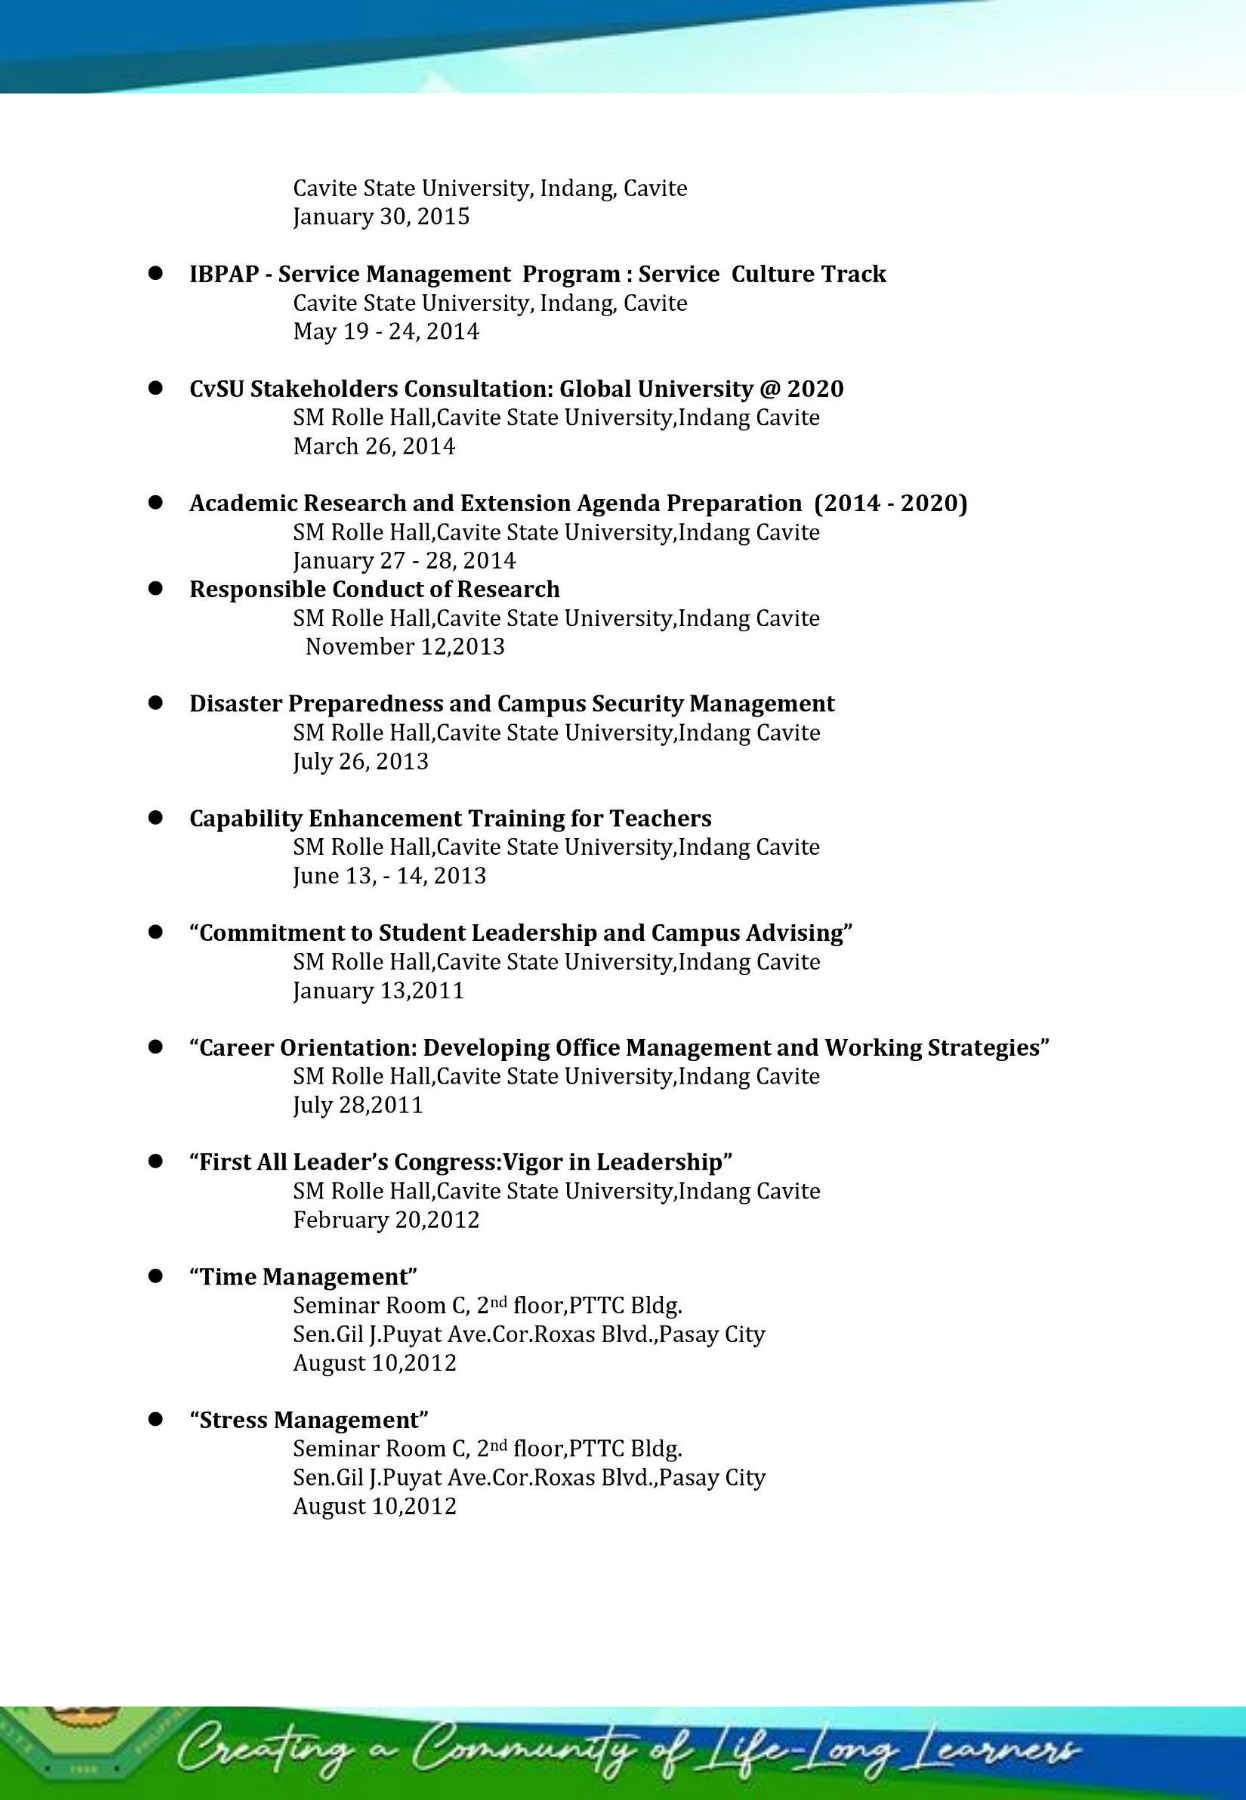 Cavite State University, Indang, Cavite
January 30, 2015
● IBPAP - Service Management Program : Service Culture Track
Cavite State University, Indang, Cavite
May 19 - 24, 2014
● CvSU Stakeholders Consultation: Global University @ 2020
SM Rolle Hall,Cavite State University,Indang Cavite
March 26, 2014
● Academic Research and Extension Agenda Preparation (2014 - 2020)
SM Rolle Hall,Cavite State University,Indang Cavite
January 27 - 28, 2014
● Responsible Conduct of Research
SM Rolle Hall,Cavite State University,Indang Cavite
November 12,2013
● Disaster Preparedness and Campus Security Management
SM Rolle Hall,Cavite State University,Indang Cavite
July 26, 2013
● Capability Enhancement Training for Teachers
SM Rolle Hall,Cavite State University,Indang Cavite
June 13, - 14, 2013
● “Commitment to Student Leadership and Campus Advising”
SM Rolle Hall,Cavite State University,Indang Cavite
January 13,2011
● “Career Orientation: Developing Office Management and Working Strategies”
SM Rolle Hall,Cavite State University,Indang Cavite
July 28,2011
● “First All Leader’s Congress:Vigor in Leadership”
SM Rolle Hall,Cavite State University,Indang Cavite
February 20,2012
● “Time Management”
Seminar Room C, 2nd floor,PTTC Bldg.
Sen.Gil J.Puyat Ave.Cor.Roxas Blvd.,Pasay City
August 10,2012
● “Stress Management”
Seminar Room C, 2nd floor,PTTC Bldg.
Sen.Gil J.Puyat Ave.Cor.Roxas Blvd.,Pasay City
August 10,2012
Creating a Community of Life-Long Learners